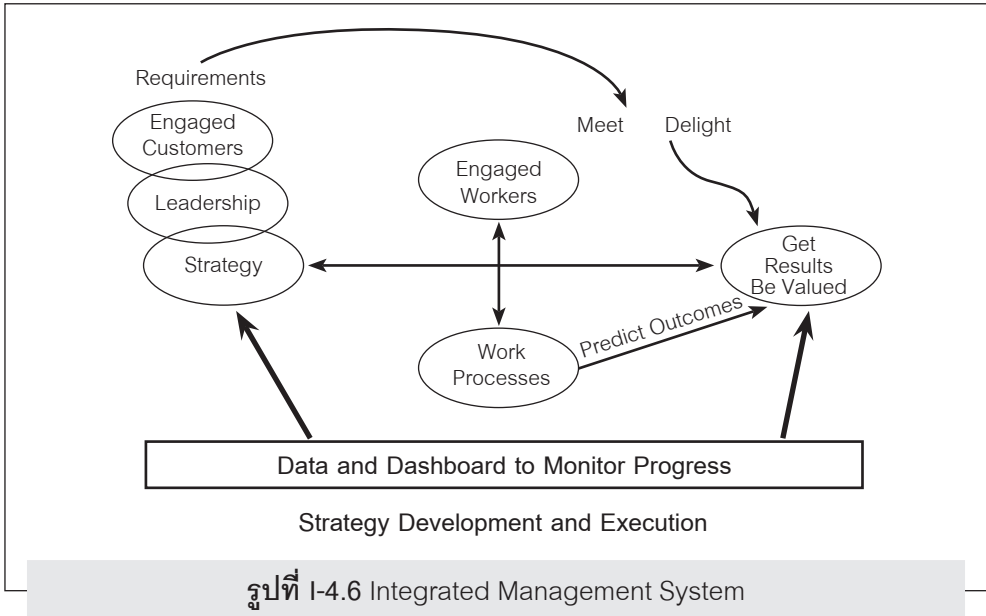 Requirements
Engaged
Customers
Leadership
Strategy
Meet Delight
Engaged
Workers
Get
Results
Be Valued
Predict Outcomes
Work
Processes
Data and Dashboard to Monitor Progress
Strategy Development and Execution
รูปที่ I-4.6 Integrated Management System